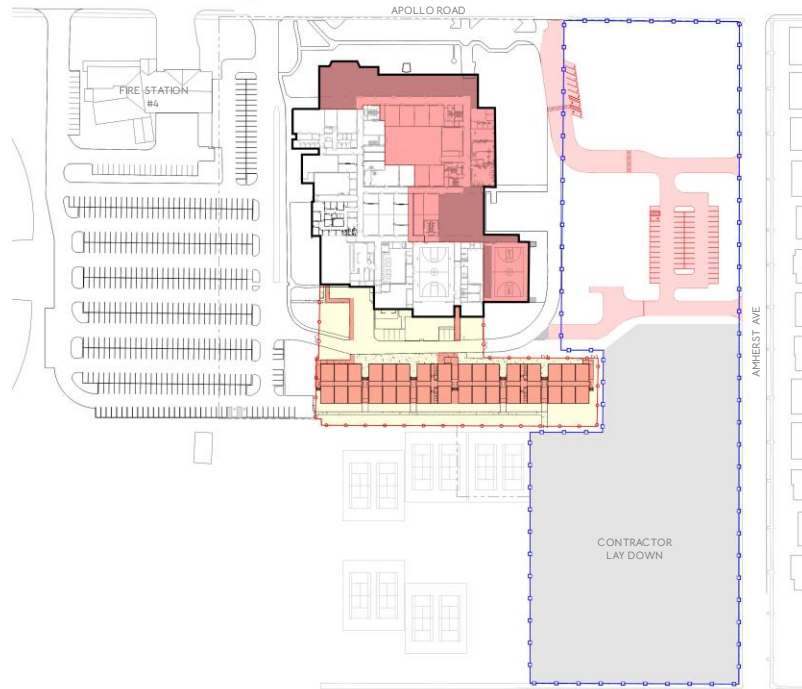 APOLLO ROAD
FIRE STATION
#4
AMHERST AVE
CONTRACTOR
LAY DOWN